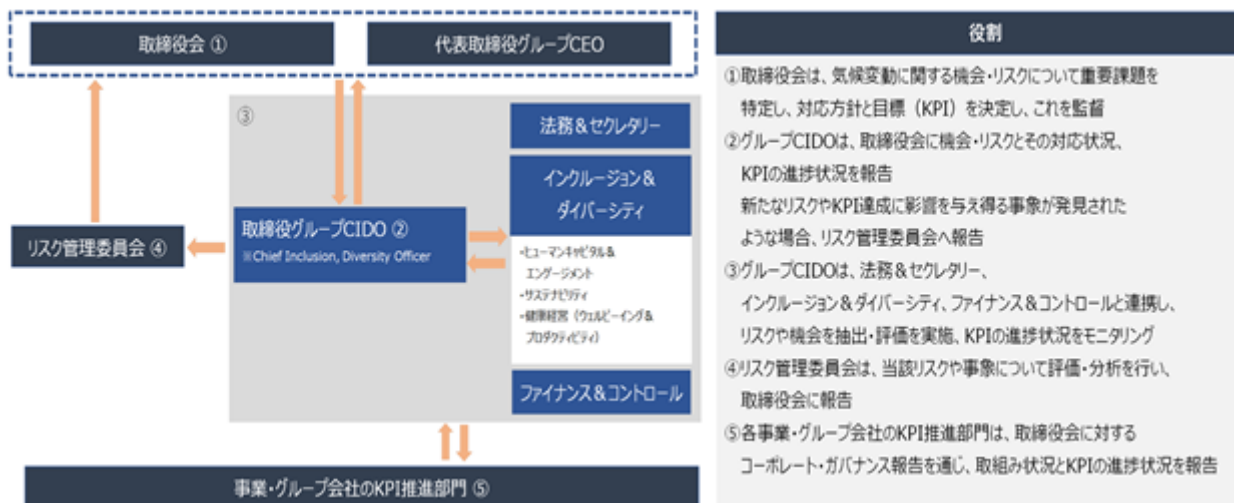 取締役会 ①
代表取締役グループCEO
③
法務＆セクレタリー
インクルージョン＆
ダイバーシティ
取締役グループCIDO ②
※Chief Inclusion, Diversity Officer
リスク管理委員会 ④
･ヒューマンキャピタル＆
エンゲージメント
･サステナビリティ
･健康経営（ウェルビーイング＆
プロダクティビティ）
ファイナンス＆コントロール
事業・グループ会社のKPI推進部門 ⑤
役割
①取締役会は、気候変動に関する機会・リスクについて重要課題を
特定し、対応方針と目標（KPI）を決定し、これを監督
②グループCIDOは、取締役会に機会・リスクとその対応状況、
KPIの進捗状況を報告
新たなリスクやKPI達成に影響を与え得る事象が発見された
ような場合、リスク管理委員会へ報告
③グループCIDOは、法務＆セクレタリー、
インクルージョン＆ダイバーシティ、ファイナンス＆コントロールと連携し、
リスクや機会を抽出・評価を実施、KPIの進捗状況をモニタリング
④リスク管理委員会は、当該リスクや事象について評価・分析を行い、
取締役会に報告
⑤各事業・グループ会社のKPI推進部門は、取締役会に対する
コーポレート・ガバナンス報告を通じ、取組み状況とKPIの進捗状況を報告